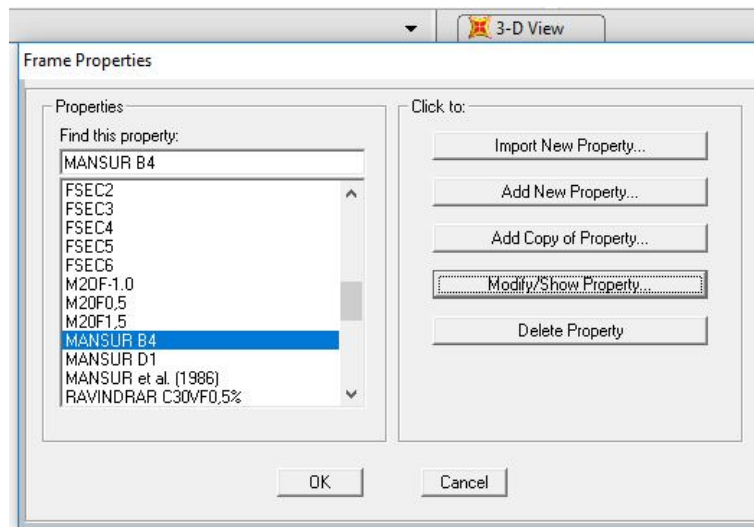 3-D View
Frame Properties
Properties
Find this property:
MANSUR B4
FSEC2
FSEC3
FSEC4
FSEC5
FSEC6
M20F-1.0
M20F0,5
M20F1,5
MANSUR B4
MANSUR D1
MANSUR et al. (1986)
RAVINDRAR C30VF0,5%
Click to:
Import New Property...
Add New Property...
Add Copy of Property...
Modify/Show Property...
Delete Property
OK
Cancel